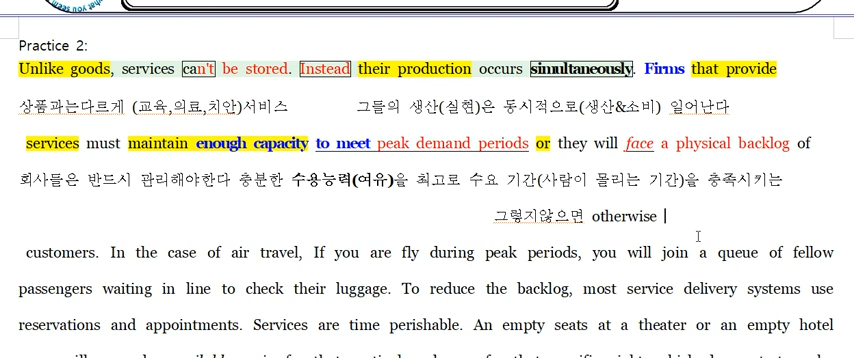 what you seem
Practice 2:
Unlike goods, services can't be stored. Instead their production occurs simultaneously. Firms that provide
상품과는다르게 (교육,의료,치안)서비스 그들의 생산(실현)은 동시적으로(생산&소비) 일어난다
services must maintain enough capacity to meet peak demand periods or they will face a physical backlog of
회사들은 반드시 관리해야한다 충분한 수용능력(여유)을 최고로 수요 기간(사람이 몰리는 기간)을 충족시키는
그렇지않으면 otherwise
customers. In the case of air travel, If you are fly during peak periods, you will join a queue of fellow
passengers waiting in line to check their luggage. To reduce the backlog, most service delivery systems use
reservations and appointments. Services are time perishable. An empty seats at a theater or an empty hotel